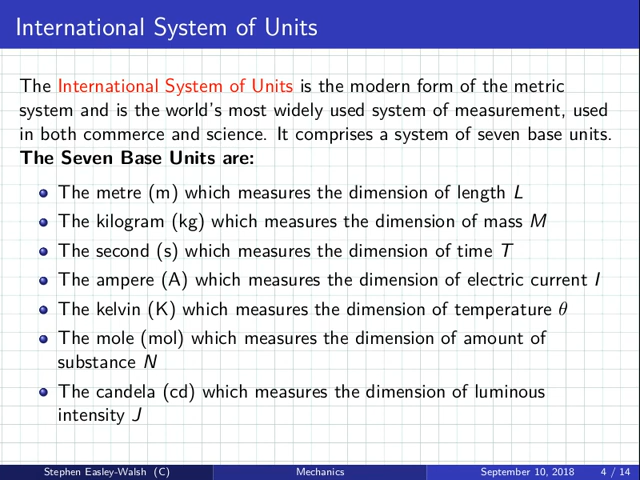 International System of Units
The International System of Units is the modern form of the metric
system and is the world's most widely used system of measurement, used
in both commerce and science. It comprises a system of seven base units.
The Seven Base Units are:
The metre (m) which measures the dimension of length L
The kilogram (kg) which measures the dimension of mass M
The second (s) which measures the dimension of time T
The ampere (A) which measures the dimension of electric current I
The kelvin (K) which measures the dimension of temperature θ
The mole (mol) which measures the dimension of amount of
substance N
The candela (cd) which measures the dimension of luminous
intensity J
Stephen Easley-Walsh (C) Mechanics September 10, 2018 4 / 14